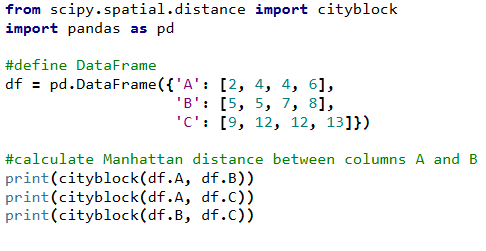 from scipy.spatial.distance import cityblock
import pandas as pd
#define DataFrame
df = pd.DataFrame({'A': [2, 4, 4, 6],
'B': [5, 5, 7, 8],
'C': [9, 12, 12, 13]})
#calculate Manhattan distance between columns A and B
print(cityblock(df.A, df.B))
print(cityblock(df.A, df.C))
print(cityblock(df.B, df.C))